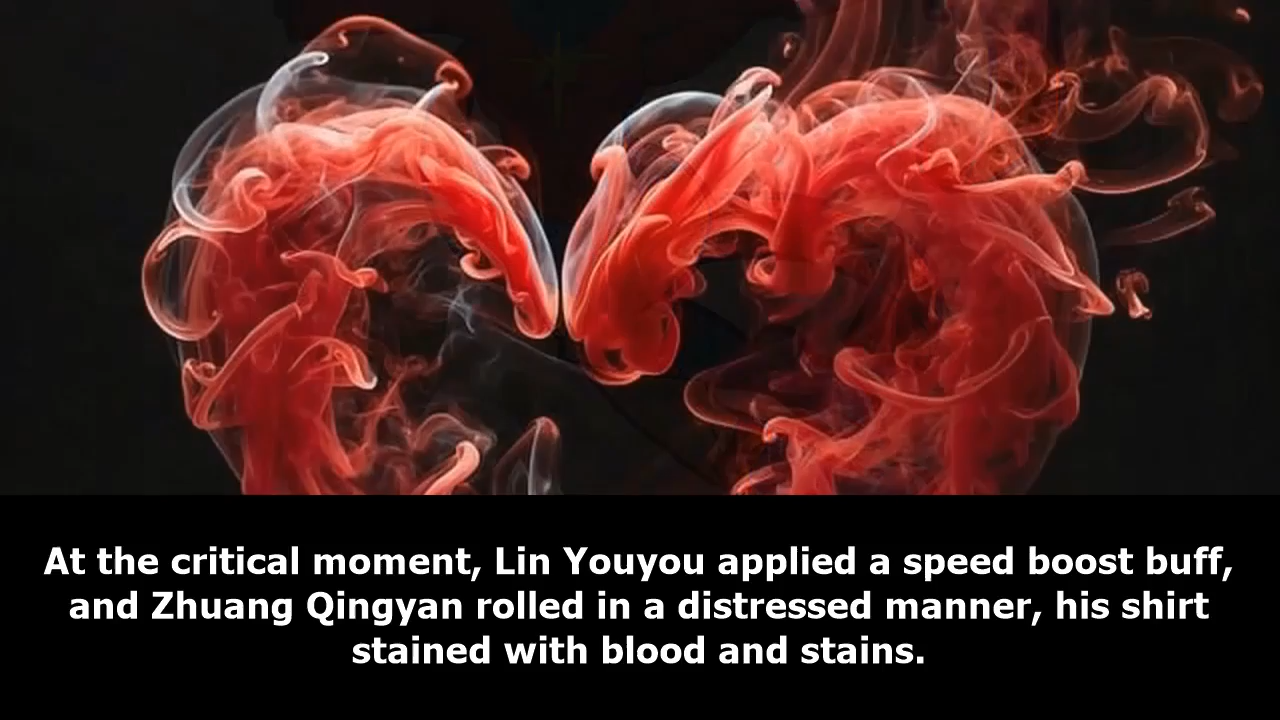 At the critical moment, Lin Youyou applied a speed boost buff,
and Zhuang Qingyan rolled in a distressed manner, his shirt
stained with blood and stains.